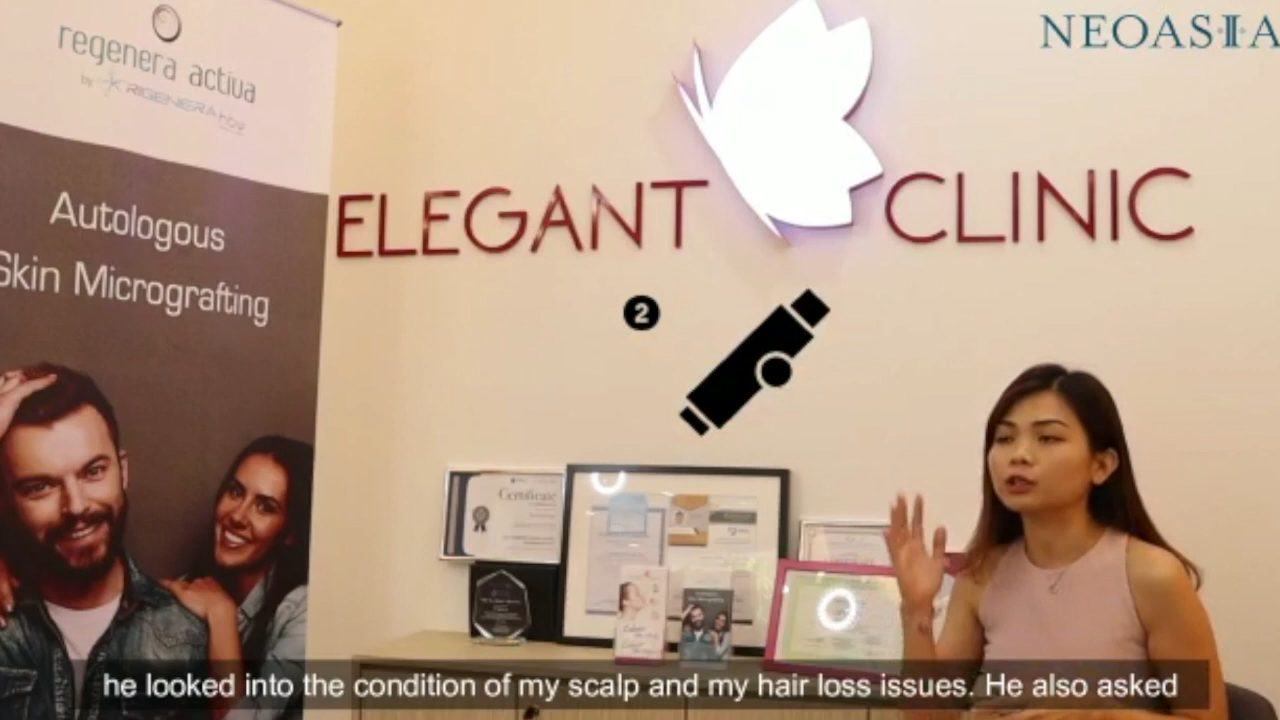 regenera activa
by RIGENERA hbw
NEOASIA
Autologous
Skin Micrografting
ELEGANT CLINIC
2
Certificate
he looked into the condition of my scalp and my hair loss issues. He also asked